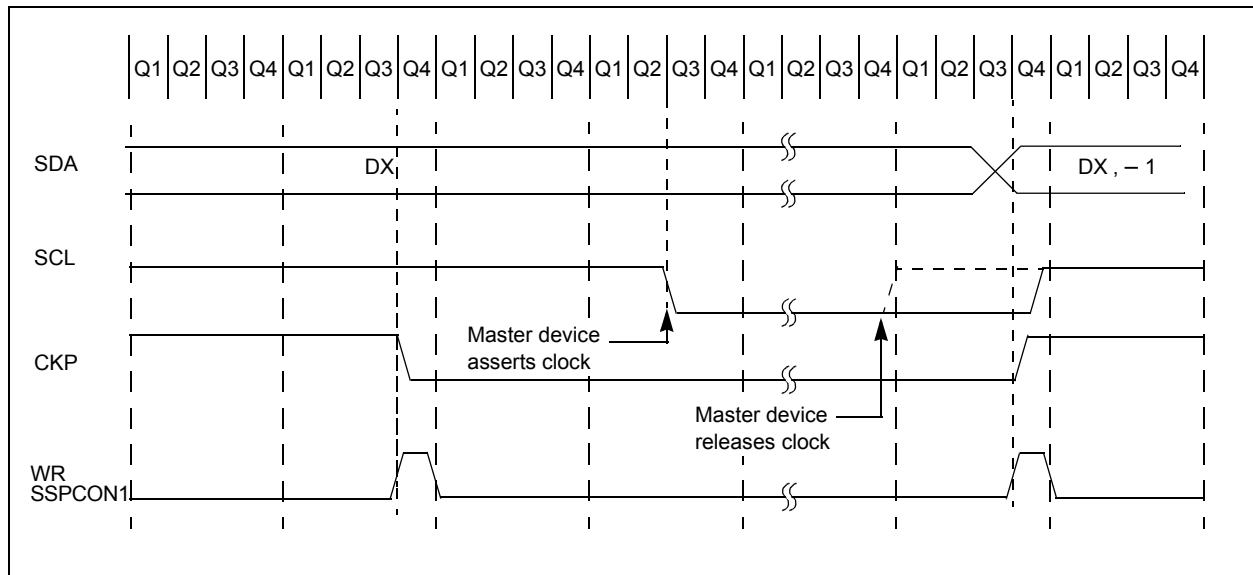 Q1 Q2 Q3 Q4 Q1 Q2 Q3 Q4 Q1 Q2 Q3 Q4 Q1 Q2 Q3 Q4 Q1 Q2 Q3 Q4 Q1 Q2 Q3 Q4 Q1 Q2 Q3 Q4
SDA
DX
DX , – 1
SCL
Master device
asserts clock
CKP
Master device
releases clock
WR
SSPCON1